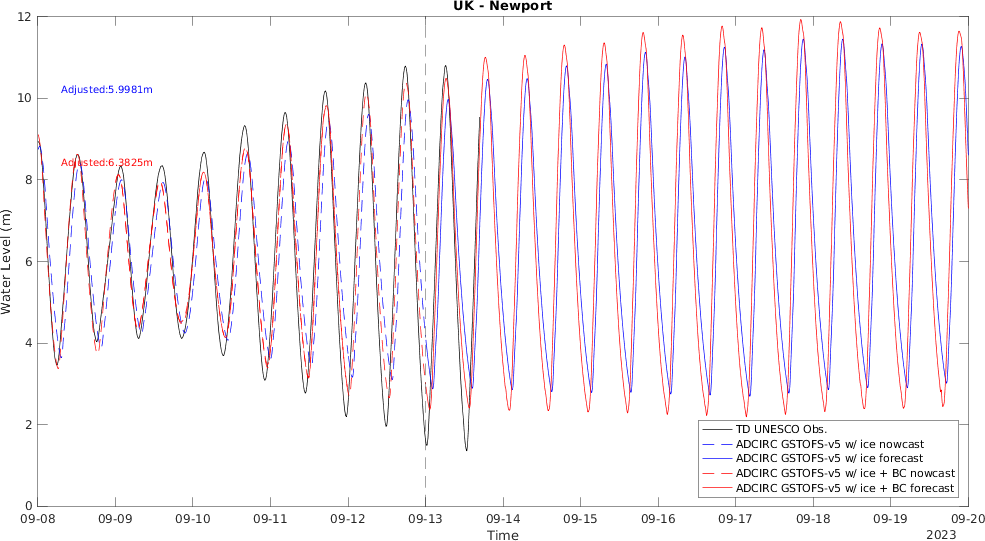 UK - Newport
12
10
8
6
4
2
0
Water Level (m)
Adjusted:5.9981m
Adjusted:6.3825m
TD UNESCO Obs.
ADCIRC GSTOFS-v5 w/ ice nowcast
ADCIRC GSTOFS-v5 w/ ice forecast
ADCIRC GSTOFS-v5 w/ ice + BC nowcast
ADCIRC GSTOFS-v5 w/ ice + BC forecast
09-08 09-09 09-10 09-11 09-12 09-13 09-14 09-15 09-16 09-17 09-18 09-19 09-20
Time
2023